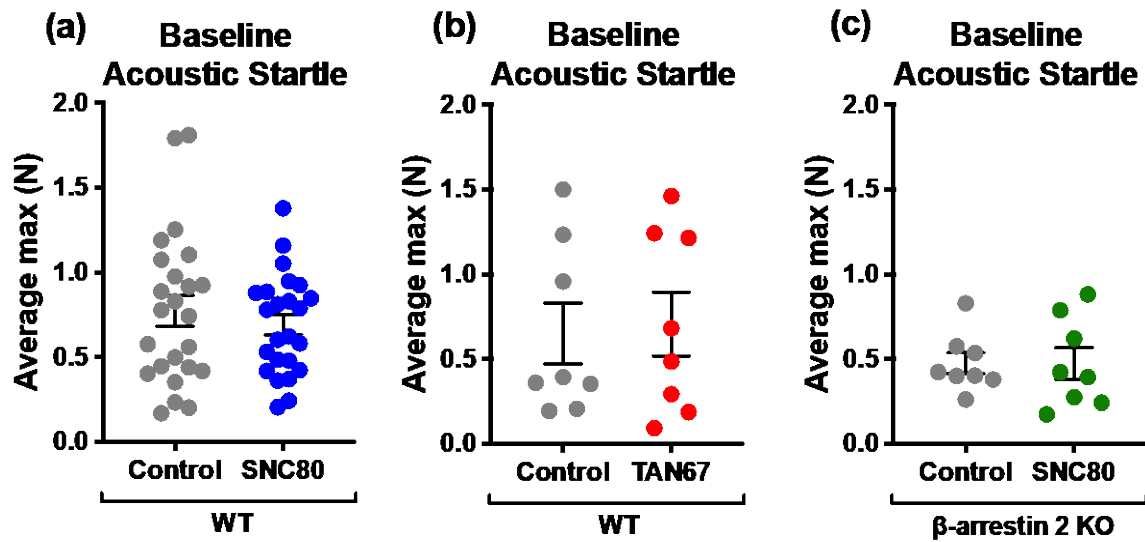 (a)
Baseline
Acoustic Startle
Average max (N)
2.0
1.5
1.0
0.5
0.0
Control SNC80
WT
(b)
Baseline
Acoustic Startle
Average max (N)
2.0
1.5
1.0
0.5
0.0
Control TAN67
WT
(c)
Baseline
Acoustic Startle
Average max (N)
2.0
1.5
1.0
0.5
0.0
Control SNC80
β-arrestin 2 KO